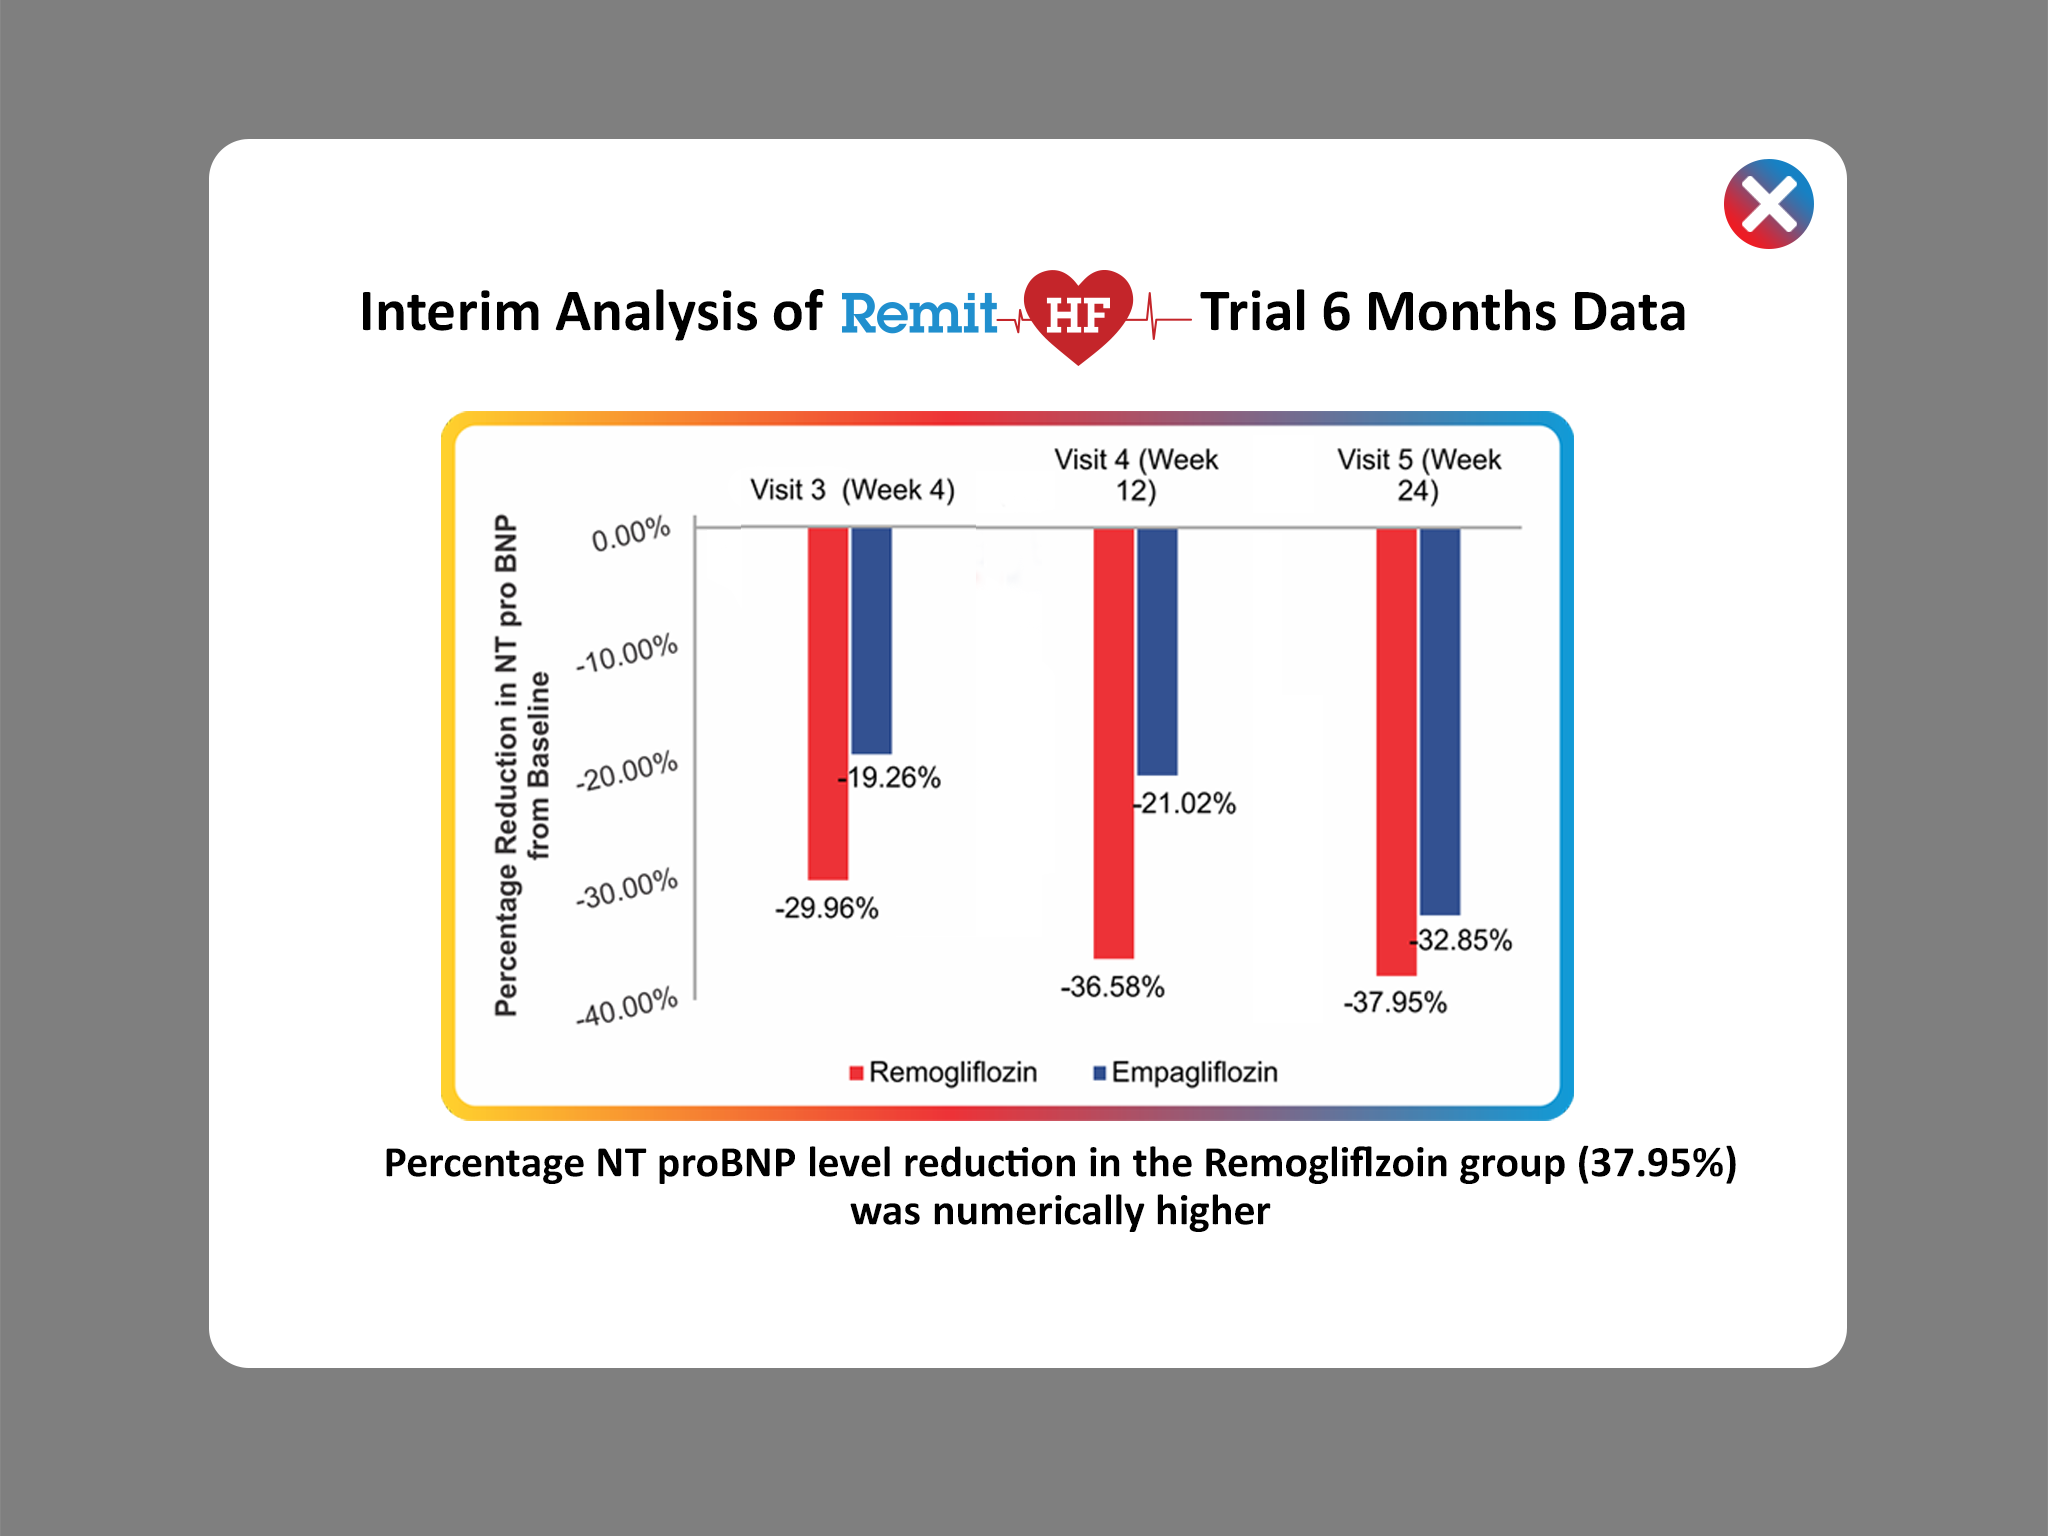 Interim Analysis of Remit HF Trial 6 Months Data
Visit 3 (Week 4)
Visit 4 (Week
12)
Visit 5 (Week
24)
Percentage Reduction in NT pro BNP
from Baseline
0.00%
-10.00%
-20.00%
-30.00%
-40.00%
-29.96%
-19.26%
-36.58%
-21.02%
-37.95%
-32.85%
Remogliflozin
Empagliflozin
Percentage NT proBNP level reduction in the Remogliflzoin group (37.95%)
was numerically higher